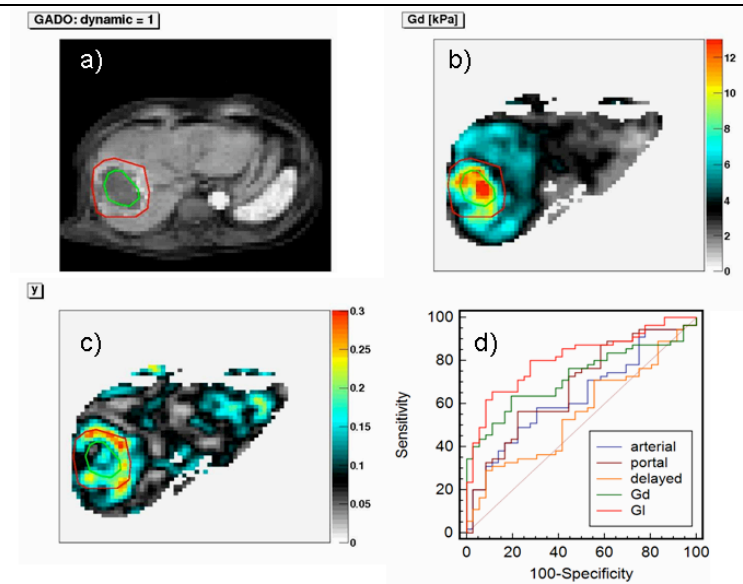 GADO: dynamic = 1
a)
Gd [kPa]
b)
12
10
8
6
4
2
0
y
c)
0.3
0.25
0.2
0.15
0.1
0.05
0
d)
100
80
60
40
20
0
Sensitivity
arterial
portal
delayed
Gd
Gl
0 20 40 60 80 100
100-Specificity